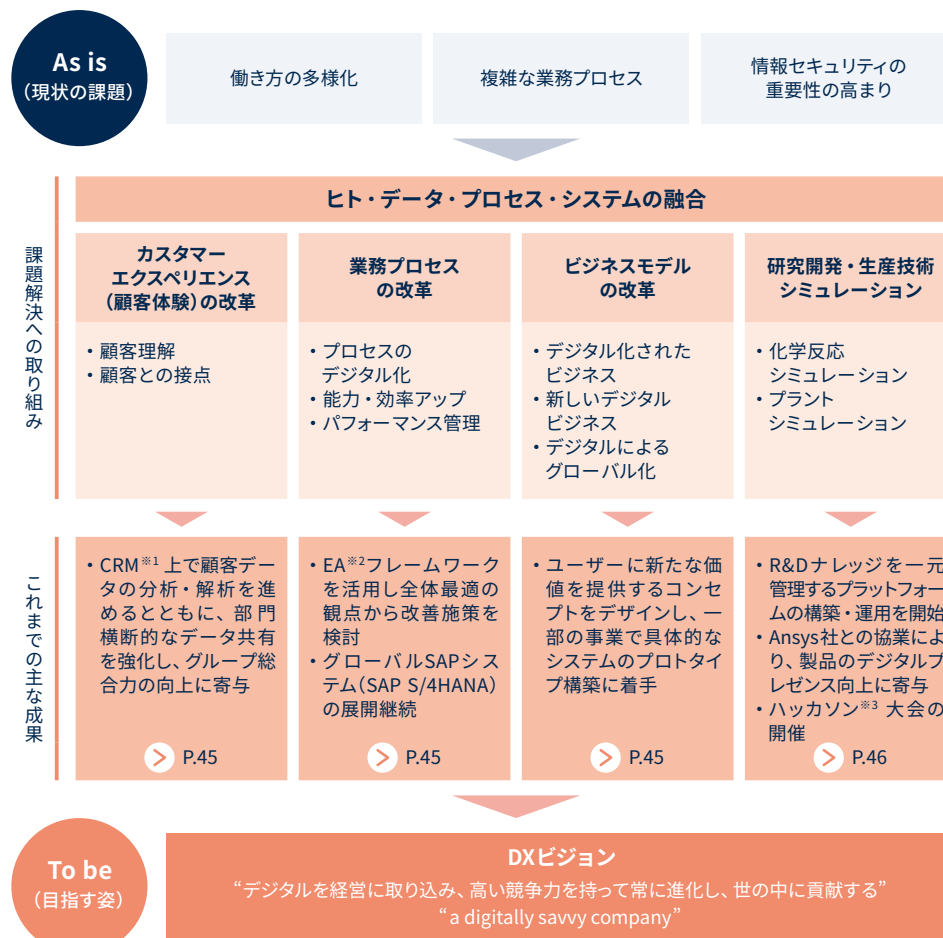 As is
（現状の課題）
働き方の多様化
複雑な業務プロセス
情報セキュリティの
重要性の高まり
課題解決への取り組み
ヒト・データ・プロセス・システムの融合
カスタマー
エクスペリエンス
（顧客体験）の改革
・顧客理解
・顧客との接点
業務プロセス
の改革
・プロセスの
デジタル化
・能力・効率アップ
・パフォーマンス管理
ビジネスモデル
の改革
・デジタル化された
ビジネス
・新しいデジタル
ビジネス
・デジタルによる
グローバル化
研究開発・生産技術
シミュレーション
・化学反応
シミュレーション
・プラント
シミュレーション
これまでの主な成果
・CRM※1 上で顧客デー
タの分析・解析を進
めるとともに、部門
横断的なデータ共有
を強化し、グループ総
合力の向上に寄与
P.45
・EA※2フレームワーク
を活用し全体最適の
観点から改善施策を
検討
・グローバルSAPシス
テム（SAP S/4HANA）
の展開継続
P.45
・ユーザーに新たな価
値を提供するコンセ
プトをデザインし、一
部の事業で具体的な
システムのプロトタイ
プ構築に着手
P.45
・R&Dナレッジを一元
管理するプラットフォー
ムの構築・運用を開始
・Ansys社との協業によ
り、製品のデジタルプ
レゼンス向上に寄与
・ハッカソン※3 大会の
開催
P.46
To be
（目指す姿）
DXビジョン
“デジタルを経営に取り込み、高い競争力を持って常に進化し、世の中に貢献する”
“a digitally savvy company”